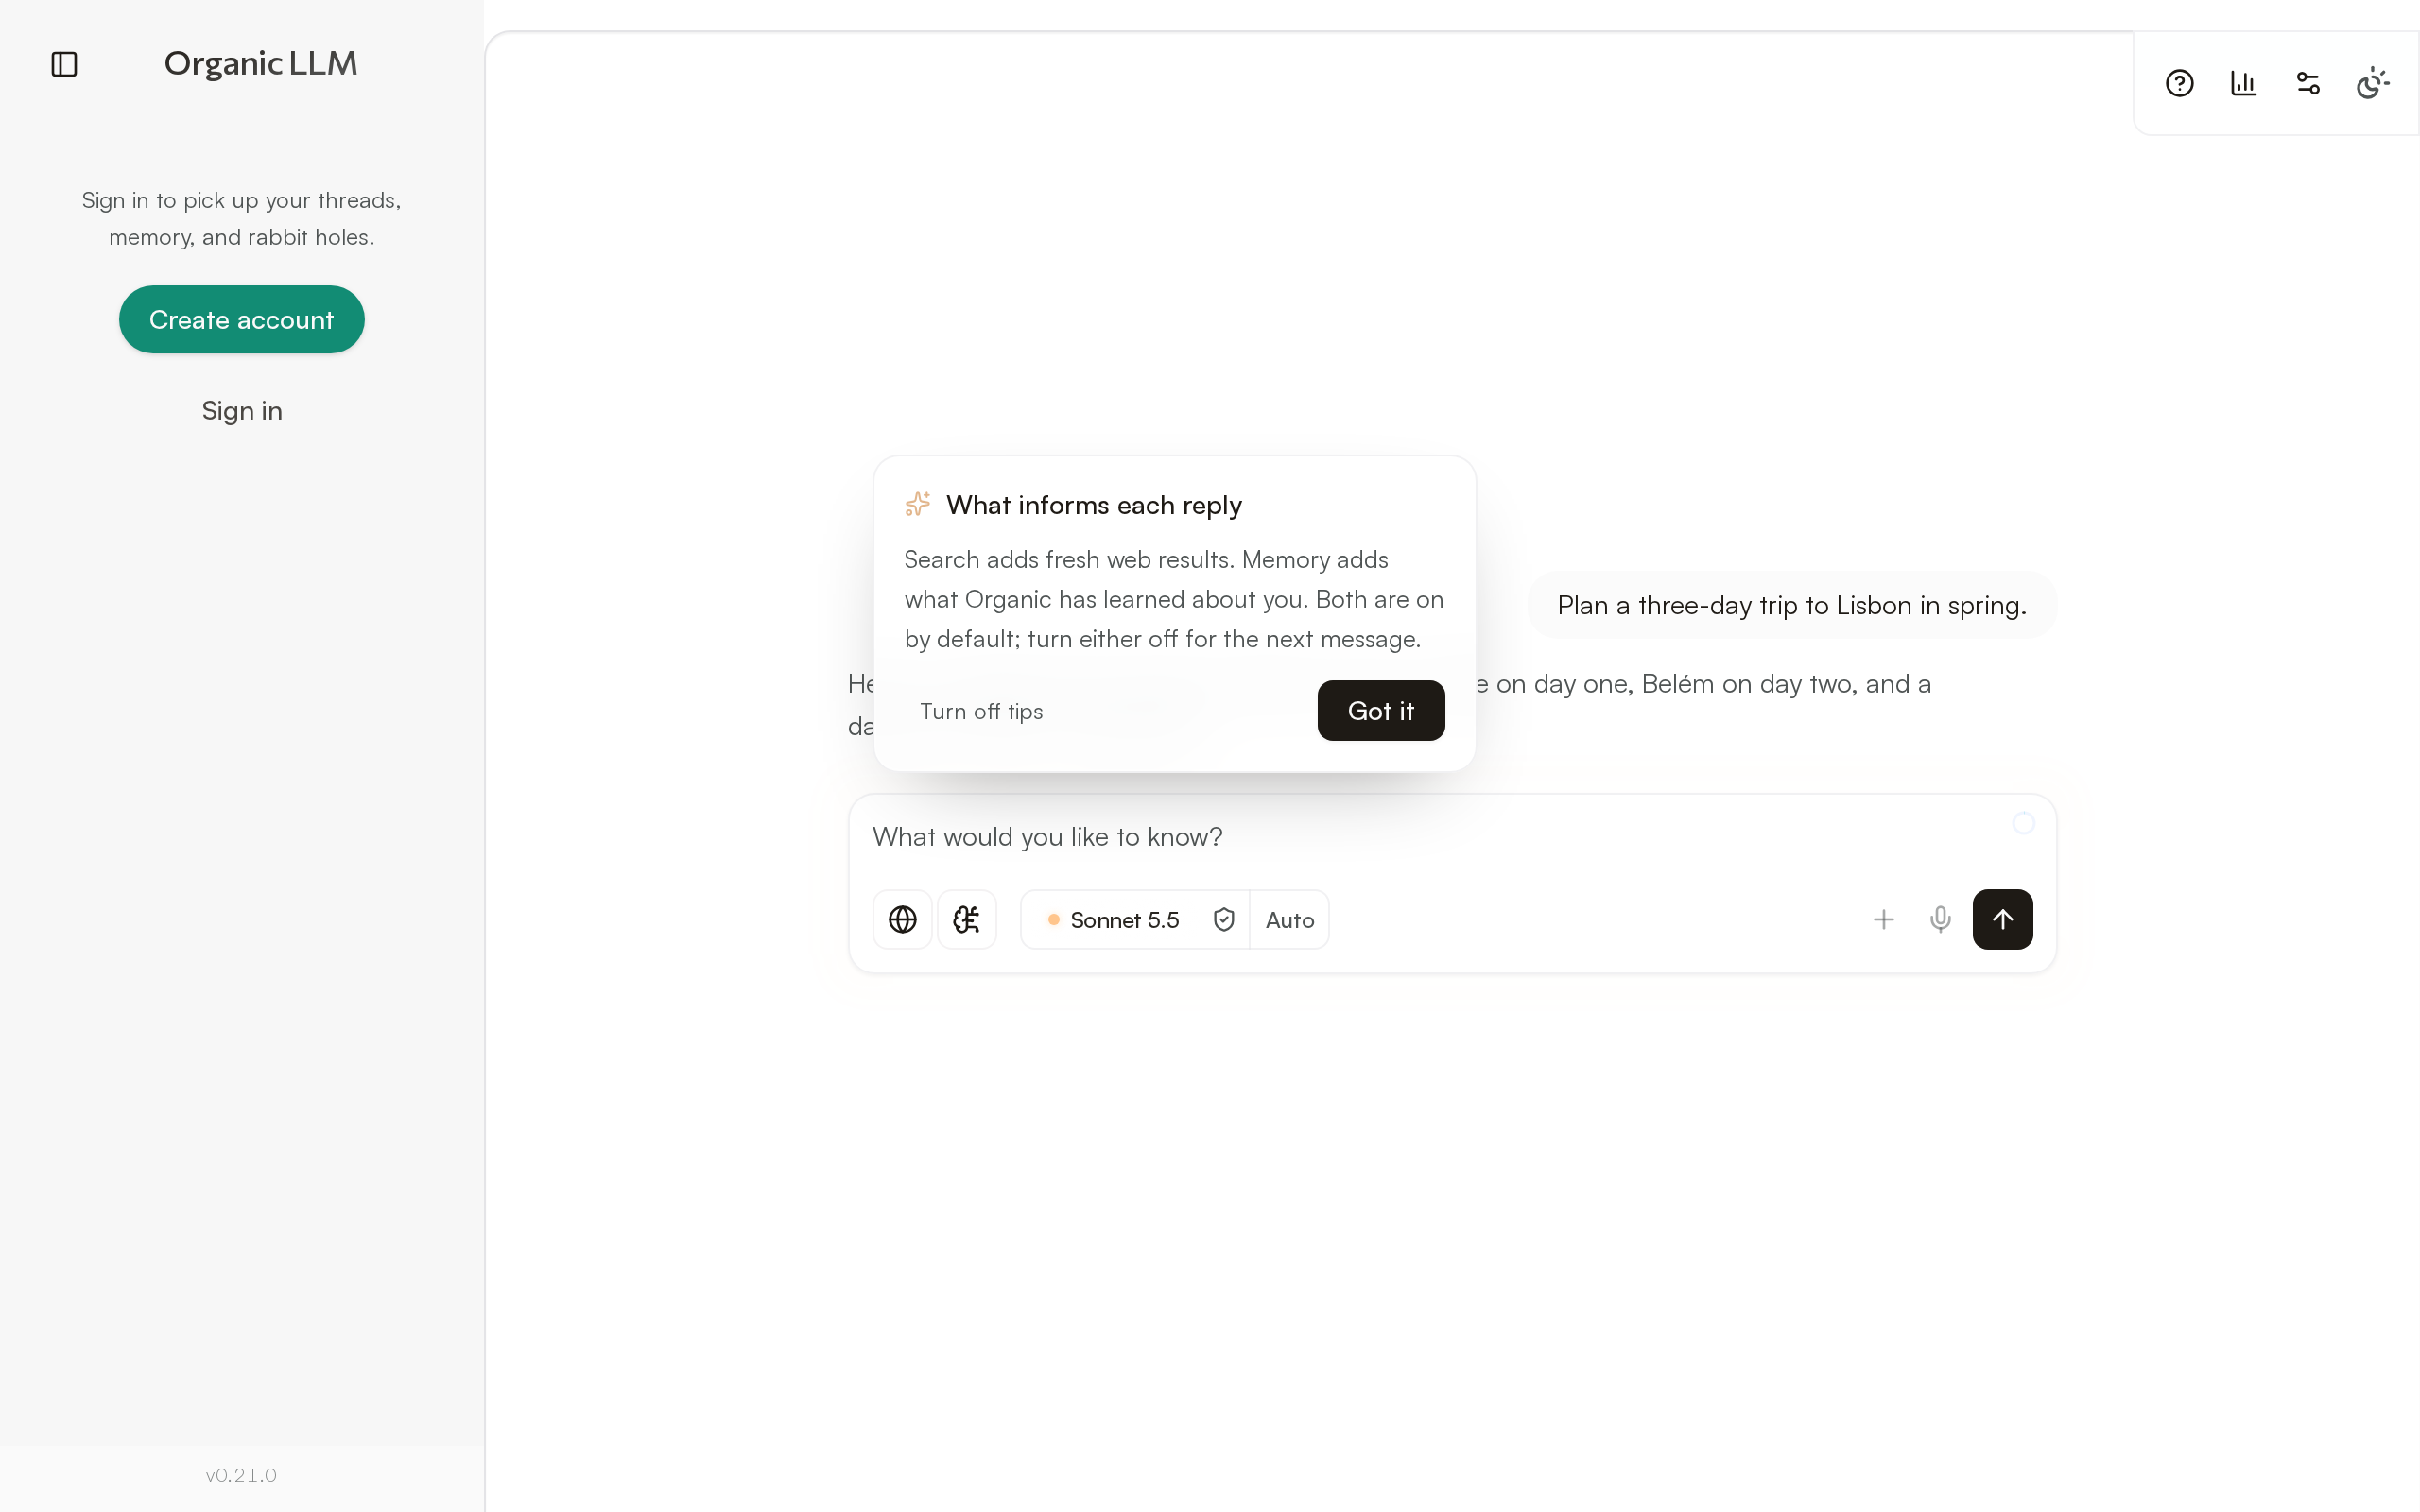 Organic LLM
Sign in to pick up your threads,
memory, and rabbit holes.
Create account
Sign in
What informs each reply
Search adds fresh web results. Memory adds
what Organic has learned about you. Both are on
by default; turn either off for the next message.
Turn off tips
Got it
Plan a three-day trip to Lisbon in spring.
on day one, Belém on day two, and a
What would you like to know?
Sonnet 5.5
Auto
v0.21.0